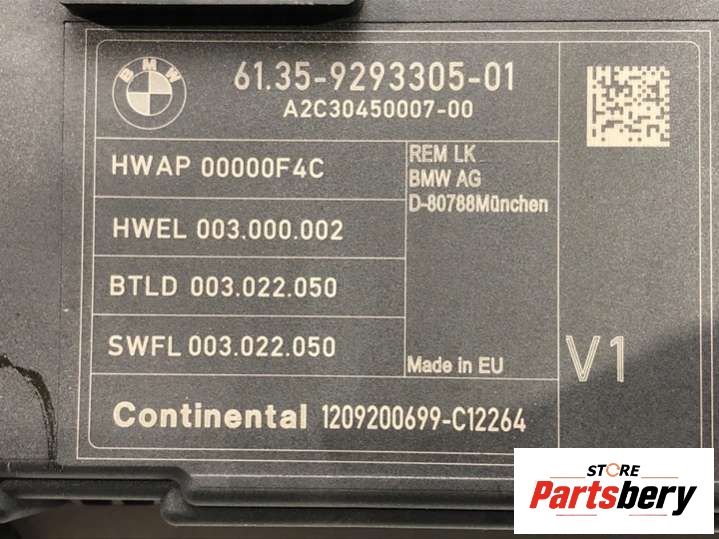 BMW
61.35-9293305-01
A2C30450007-00
HWAP 00000F4C
HWEL 003.000.002
BTLD 003.022.050
SWFL 003.022.050
REM LK
BMW AG
D-80788München
Made in EU
V1
Continental 1209200699-C12264
STORE
Partsbery